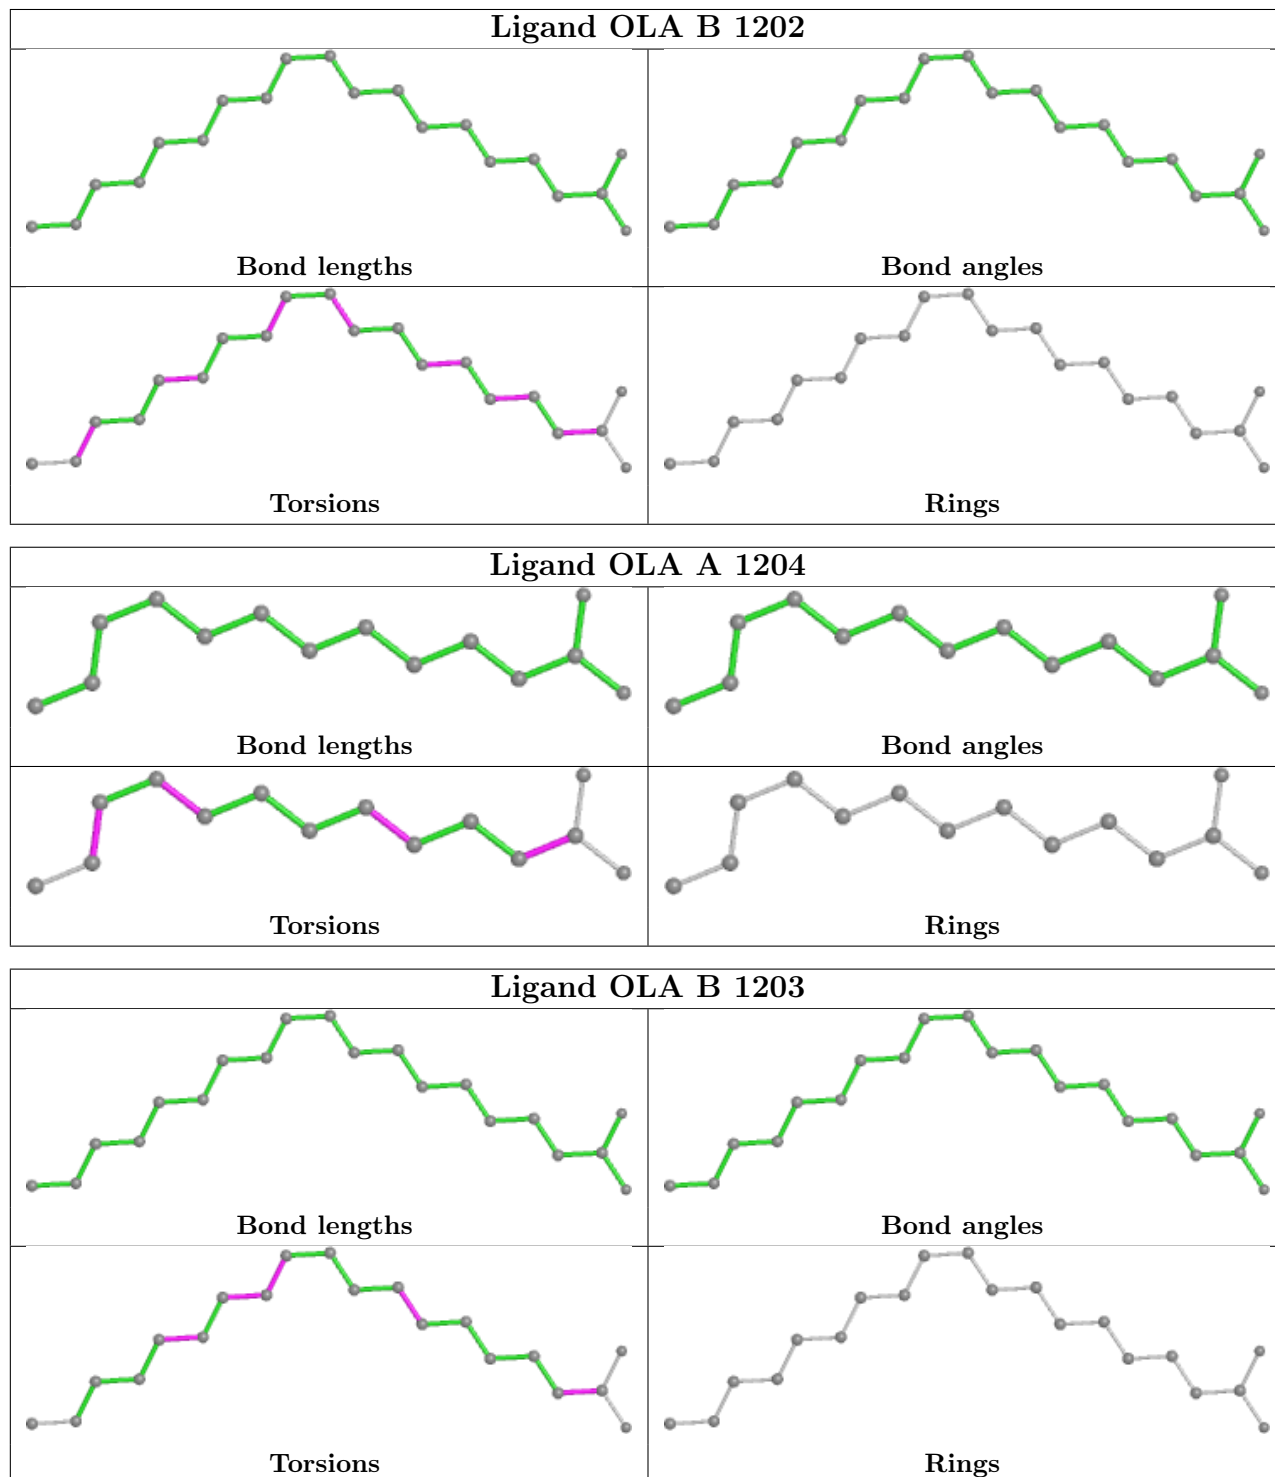 Ligand OLA B 1202
Bond lengths
Bond angles
Torsions
Rings
Ligand OLA A 1204
Bond lengths
Bond angles
Torsions
Rings
Ligand OLA B 1203
Bond lengths
Bond angles
Torsions
Rings